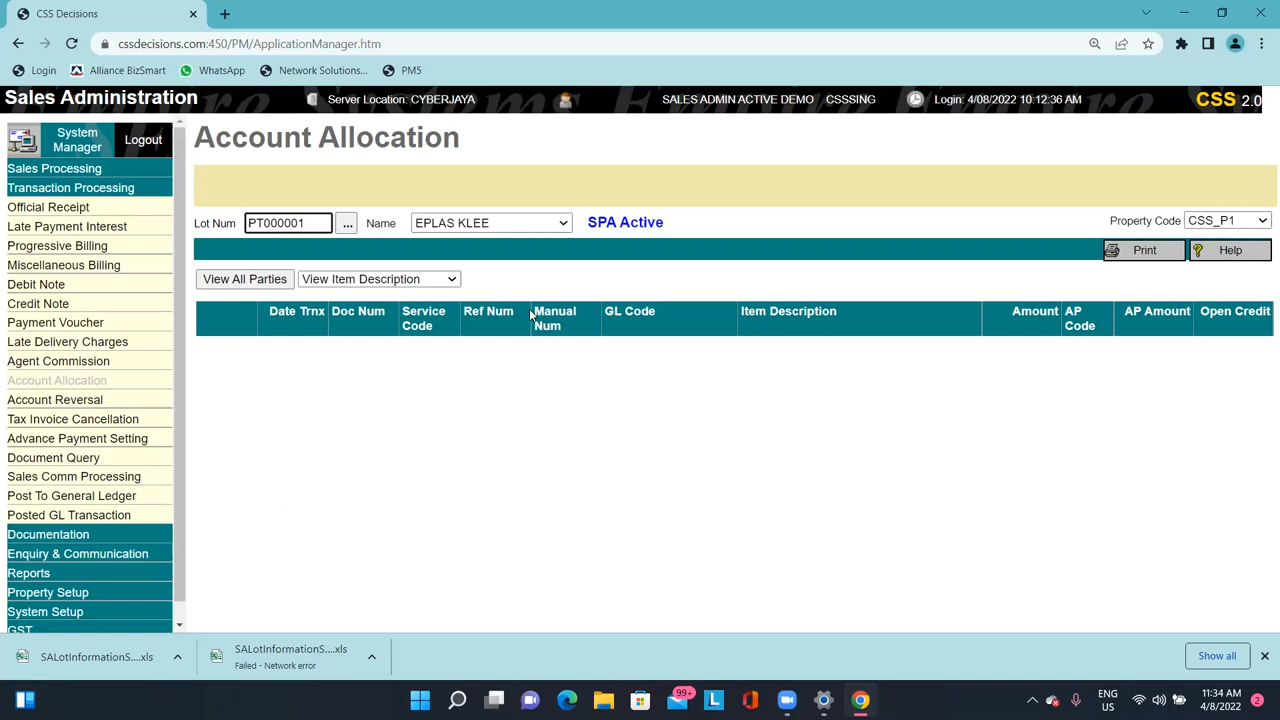 CSS Decisions
cssdecisions.com:450/PM/ApplicationManager.htm
Login
Alliance BizSmart
WhatsApp
Network Solutions...
PM5
Sales Administration
Server Location: CYBERJAYA
SALES ADMIN ACTIVE DEMO
CSSSING
Login: 4/08/2022 10:12:36 AM
CSS 2.0
System Manager
Logout
Sales Processing
Transaction Processing
Official Receipt
Late Payment Interest
Progressive Billing
Miscellaneous Billing
Debit Note
Credit Note
Payment Voucher
Late Delivery Charges
Agent Commission
Account Allocation
Account Reversal
Tax Invoice Cancellation
Advance Payment Setting
Document Query
Sales Comm Processing
Post To General Ledger
Posted GL Transaction
Documentation
Enquiry & Communication
Reports
Property Setup
System Setup
GST
Account Allocation
Lot Num
PT000001
...
Name
EPLAS KLEE
SPA Active
Property Code
CSS_P1
Print
Help
View All Parties
View Item Description
Date Trnx
Doc Num
Service Code
Ref Num
Manual Num
GL Code
Item Description
Amount
AP Code
AP Amount
Open Credit
SALotInformationS....xls
SALotInformationS....xls
Failed - Network error
Show all
99+
L
ENG
US
11:34 AM
4/8/2022
2